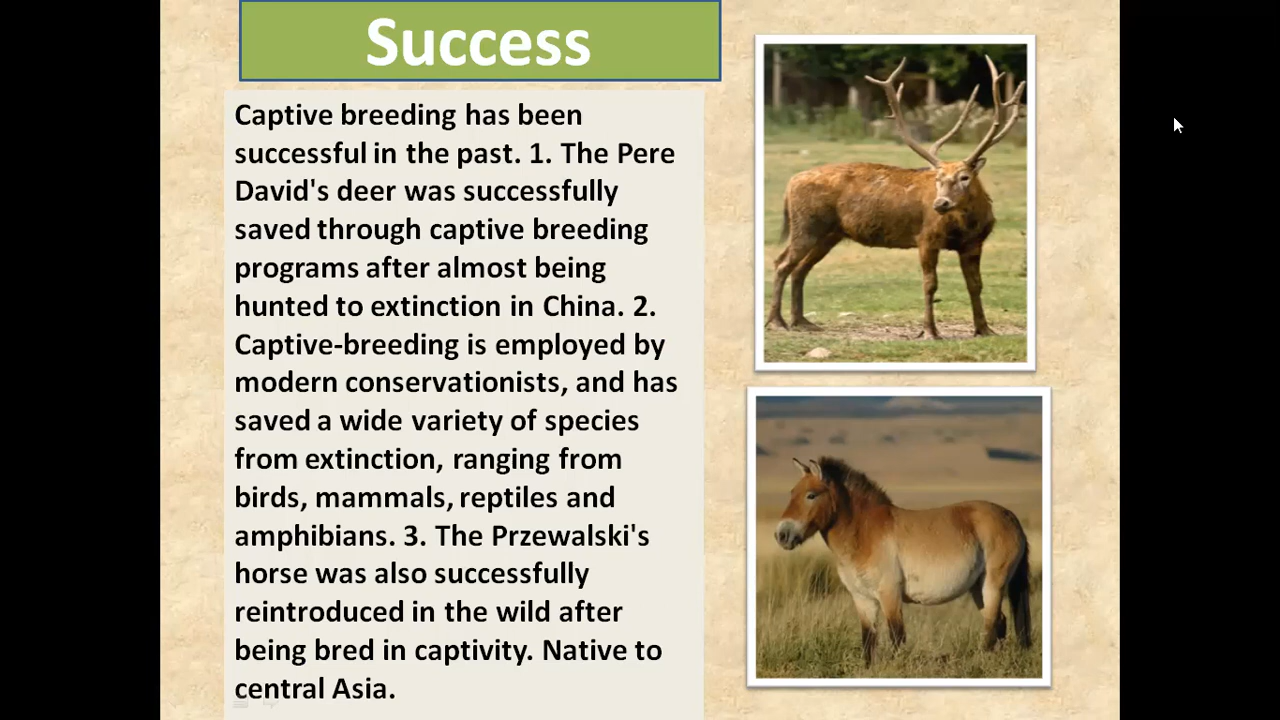 Success
Captive breeding has been
successful in the past. 1. The Pere
David's deer was successfully
saved through captive breeding
programs after almost being
hunted to extinction in China. 2.
Captive-breeding is employed by
modern conservationists, and has
saved a wide variety of species
from extinction, ranging from
birds, mammals, reptiles and
amphibians. 3. The Przewalski's
horse was also successfully
reintroduced in the wild after
being bred in captivity. Native to
central Asia.